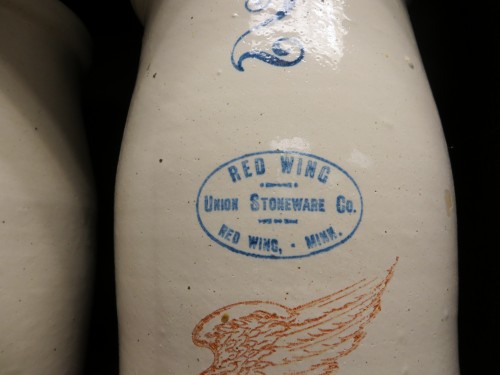 RED WING
UNION STONEWARE CO.
RED WING, - MINN.